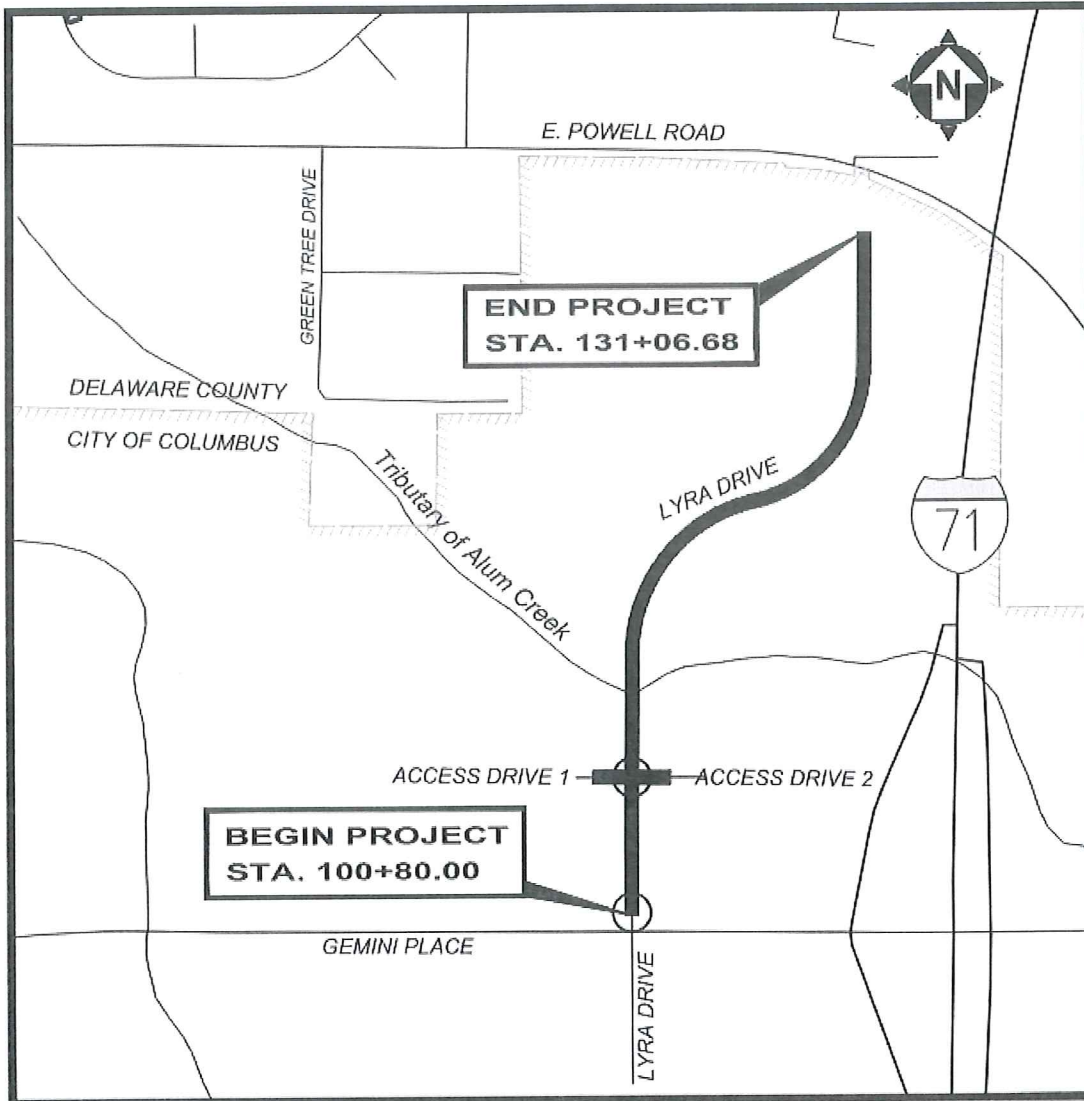 N
E. POWELL ROAD
GREEN TREE DRIVE
END PROJECT
STA. 131+06.68
DELAWARE COUNTY
CITY OF COLUMBUS
Tributary of Alum Creek
LYRA DRIVE
71
ACCESS DRIVE 1
ACCESS DRIVE 2
BEGIN PROJECT
STA. 100+80.00
GEMINI PLACE
LYRA DRIVE